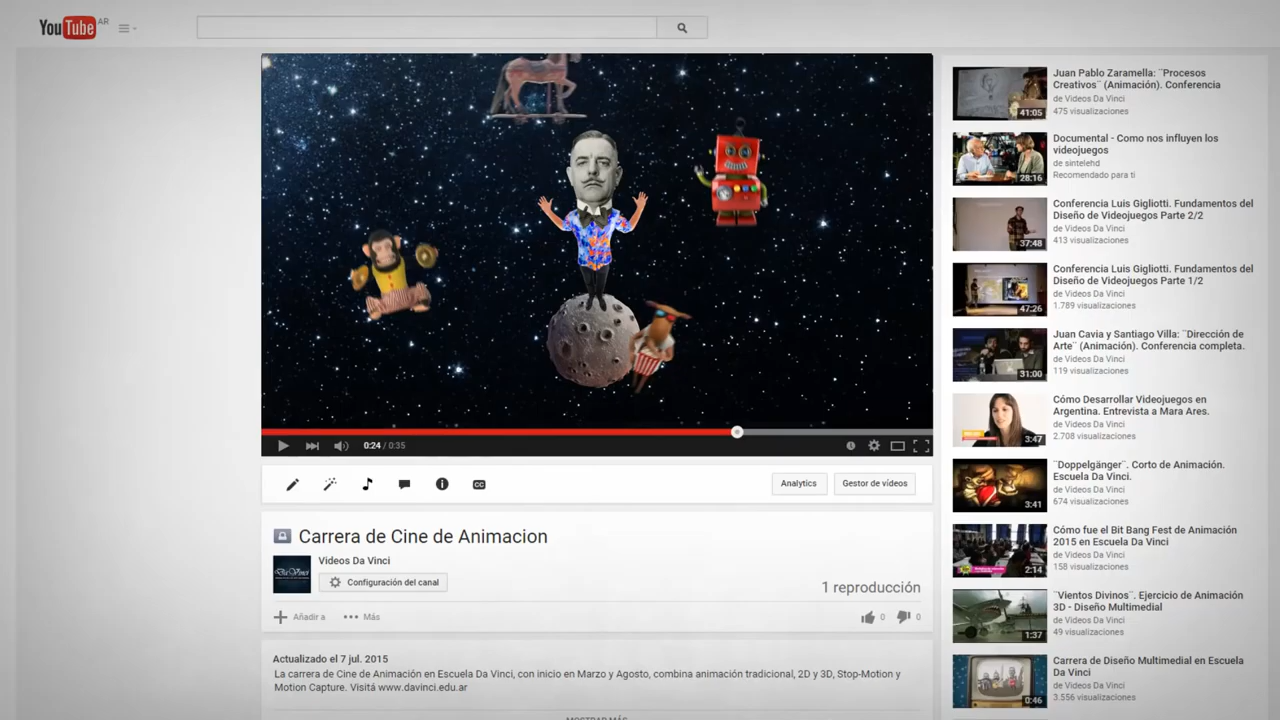 YouTube AR
0:24 / 0:35
Analytics
Gestor de vídeos
Carrera de Cine de Animacion
Da Vinci
Videos Da Vinci
Configuración del canal
1 reproducción
Añadir a
Más
0
0
Actualizado el 7 jul. 2015
La carrera de Cine de Animación en Escuela Da Vinci, con inicio en Marzo y Agosto, combina animación tradicional, 2D y 3D, Stop-Motion y
Motion Capture. Visitá www.davinci.edu.ar
MOSTRAR MÁS
41:05
Juan Pablo Zaramella: ¨Procesos
Creativos¨ (Animación). Conferencia
de Videos Da Vinci
475 visualizaciones
28:16
Documental - Como nos influyen los
videojuegos
de sintelehd
Recomendado para ti
37:48
Conferencia Luis Gigliotti. Fundamentos del
Diseño de Videojuegos Parte 2/2
de Videos Da Vinci
413 visualizaciones
47:26
Conferencia Luis Gigliotti. Fundamentos del
Diseño de Videojuegos Parte 1/2
de Videos Da Vinci
1.789 visualizaciones
31:00
Juan Cavia y Santiago Villa: ¨Dirección de
Arte¨ (Animación). Conferencia completa.
de Videos Da Vinci
119 visualizaciones
3:47
Cómo Desarrollar Videojuegos en
Argentina. Entrevista a Mara Ares.
de Videos Da Vinci
2.708 visualizaciones
3:41
¨Doppelgänger¨. Corto de Animación.
Escuela Da Vinci.
de Videos Da Vinci
674 visualizaciones
2:14
Cómo fue el Bit Bang Fest de Animación
2015 en Escuela Da Vinci
de Videos Da Vinci
158 visualizaciones
1:37
¨Vientos Divinos¨. Ejercicio de Animación
3D - Diseño Multimedial
de Videos Da Vinci
49 visualizaciones
0:46
Carrera de Diseño Multimedial en Escuela
Da Vinci
de Videos Da Vinci
3.556 visualizaciones